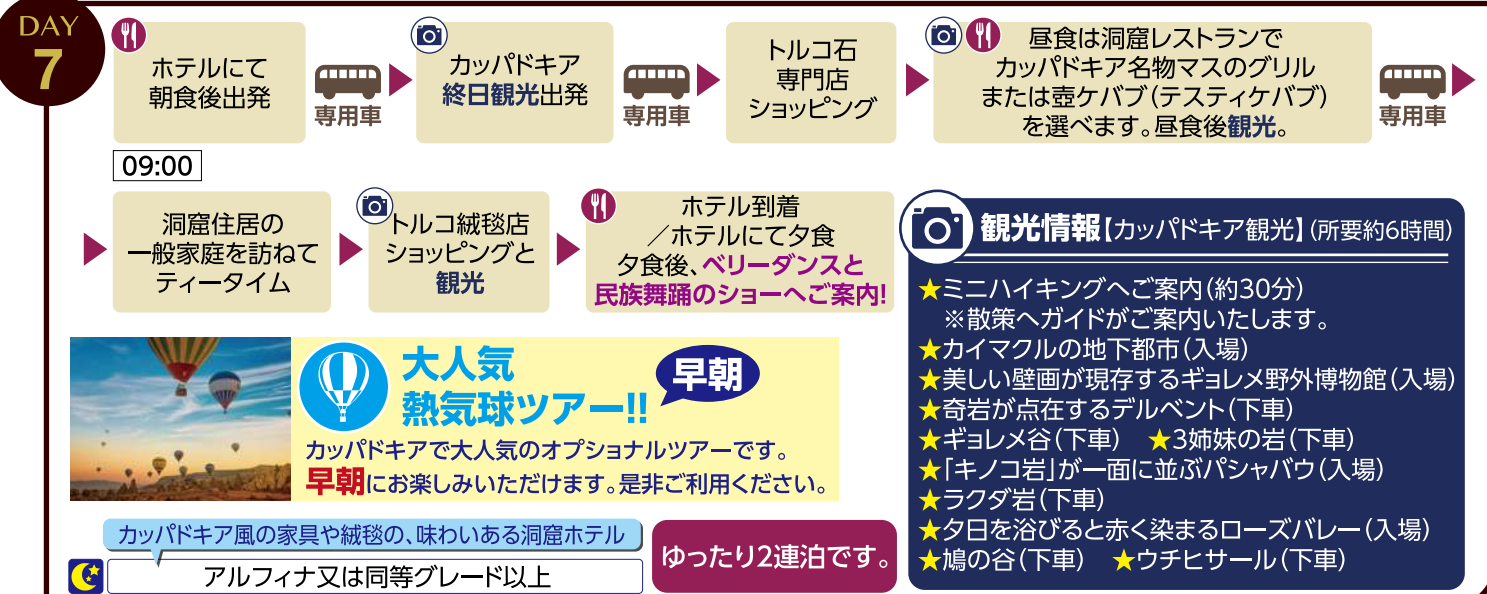 DAY
7
ホテルにて
朝食後出発
専用車
カッパドキア
終日観光出発
専用車
トルコ石
専門店
ショッピング
昼食は洞窟レストランで
カッパドキア名物マスのグリル
または壺ケバブ（テスティケバブ）
を選べます。昼食後観光。
専用車
09:00
洞窟住居の
一般家庭を訪ねて
ティータイム
トルコ絨毯店
ショッピングと
観光
ホテル到着
／ホテルにて夕食
夕食後、ベリーダンスと
民族舞踊のショーへご案内!
観光情報【カッパドキア観光】（所要約6時間）
★ミニハイキングへご案内（約30分）
※散策へガイドがご案内いたします。
★カイマクルの地下都市（入場）
★美しい壁画が現存するギョレメ野外博物館（入場）
★奇岩が点在するデルベント（下車）
★ギョレメ谷（下車） ★3姉妹の岩（下車）
★「キノコ岩」が一面に並ぶパシャバウ（入場）
★ラクダ岩（下車）
★夕日を浴びると赤く染まるローズバレー（入場）
★鳩の谷（下車） ★ウチヒサール（下車）
大人気
熱気球ツアー!!
早朝
カッパドキアで大人気のオプショナルツアーです。
早朝にお楽しみいただけます。是非ご利用ください。
カッパドキア風の家具や絨毯の、味わいある洞窟ホテル
アルフィナ又は同等グレード以上
ゆったり2連泊です。